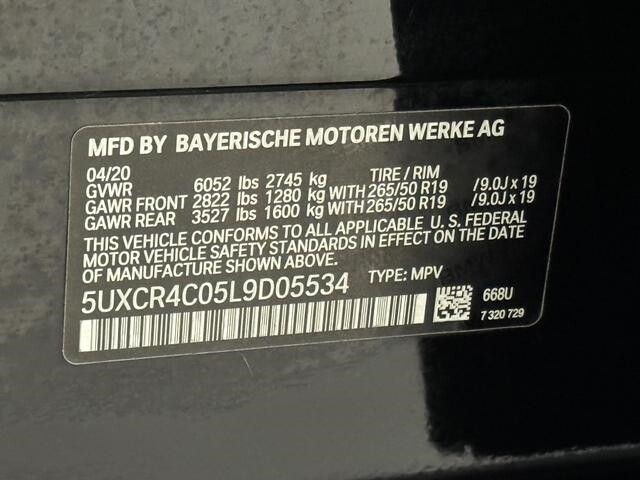 MFD BY BAYERISCHE MOTOREN WERKE AG
04/20 TIRE / RIM
GVWR 6052 lbs 2745 kg
GAWR FRONT 2822 lbs 1280 kg WITH 265/50 R19 /9.0J x 19
GAWR REAR 3527 lbs 1600 kg WITH 265/50 R19 /9.0J x 19
THIS VEHICLE CONFORMS TO ALL APPLICABLE U. S. FEDERAL
MOTOR VEHICLE SAFETY STANDARDS IN EFFECT ON THE DATE
OF MANUFACTURE SHOWN ABOVE.
5UXCR4C05L9D05534 TYPE: MPV
668U
7 320 729